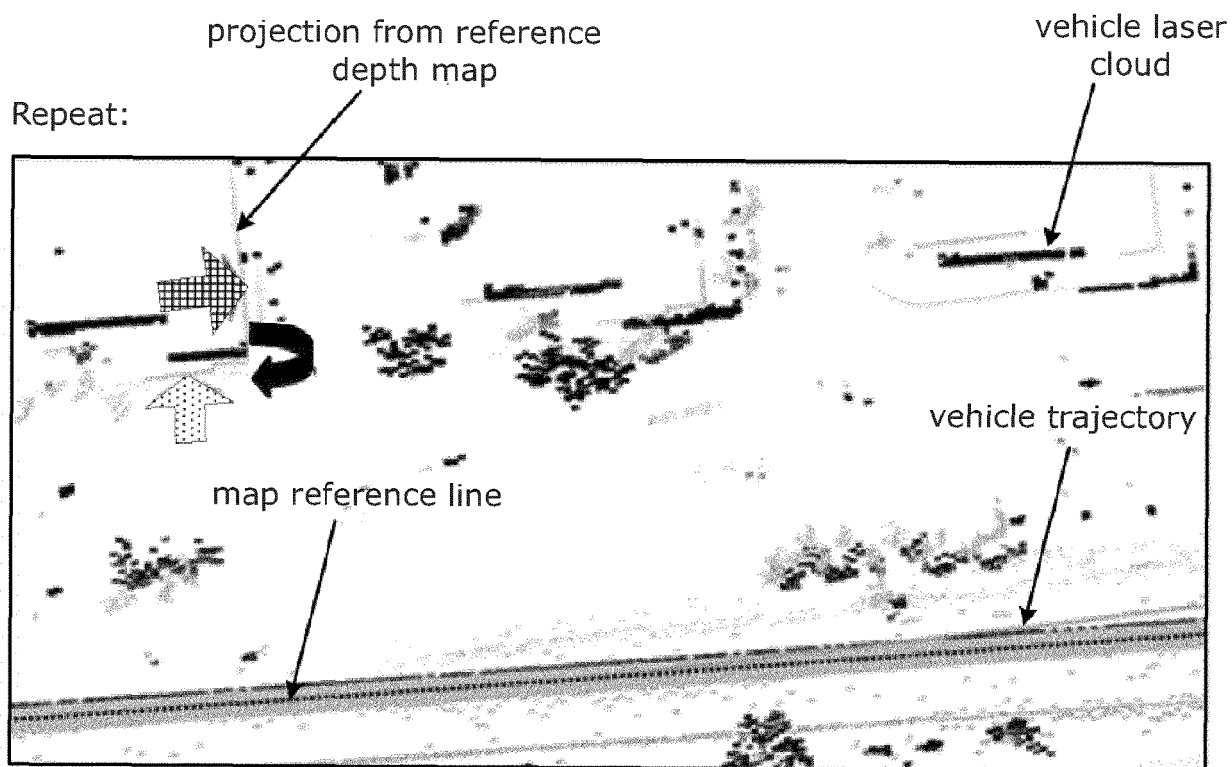 projection from reference
depth map
vehicle laser
cloud
Repeat:
vehicle trajectory
map reference line